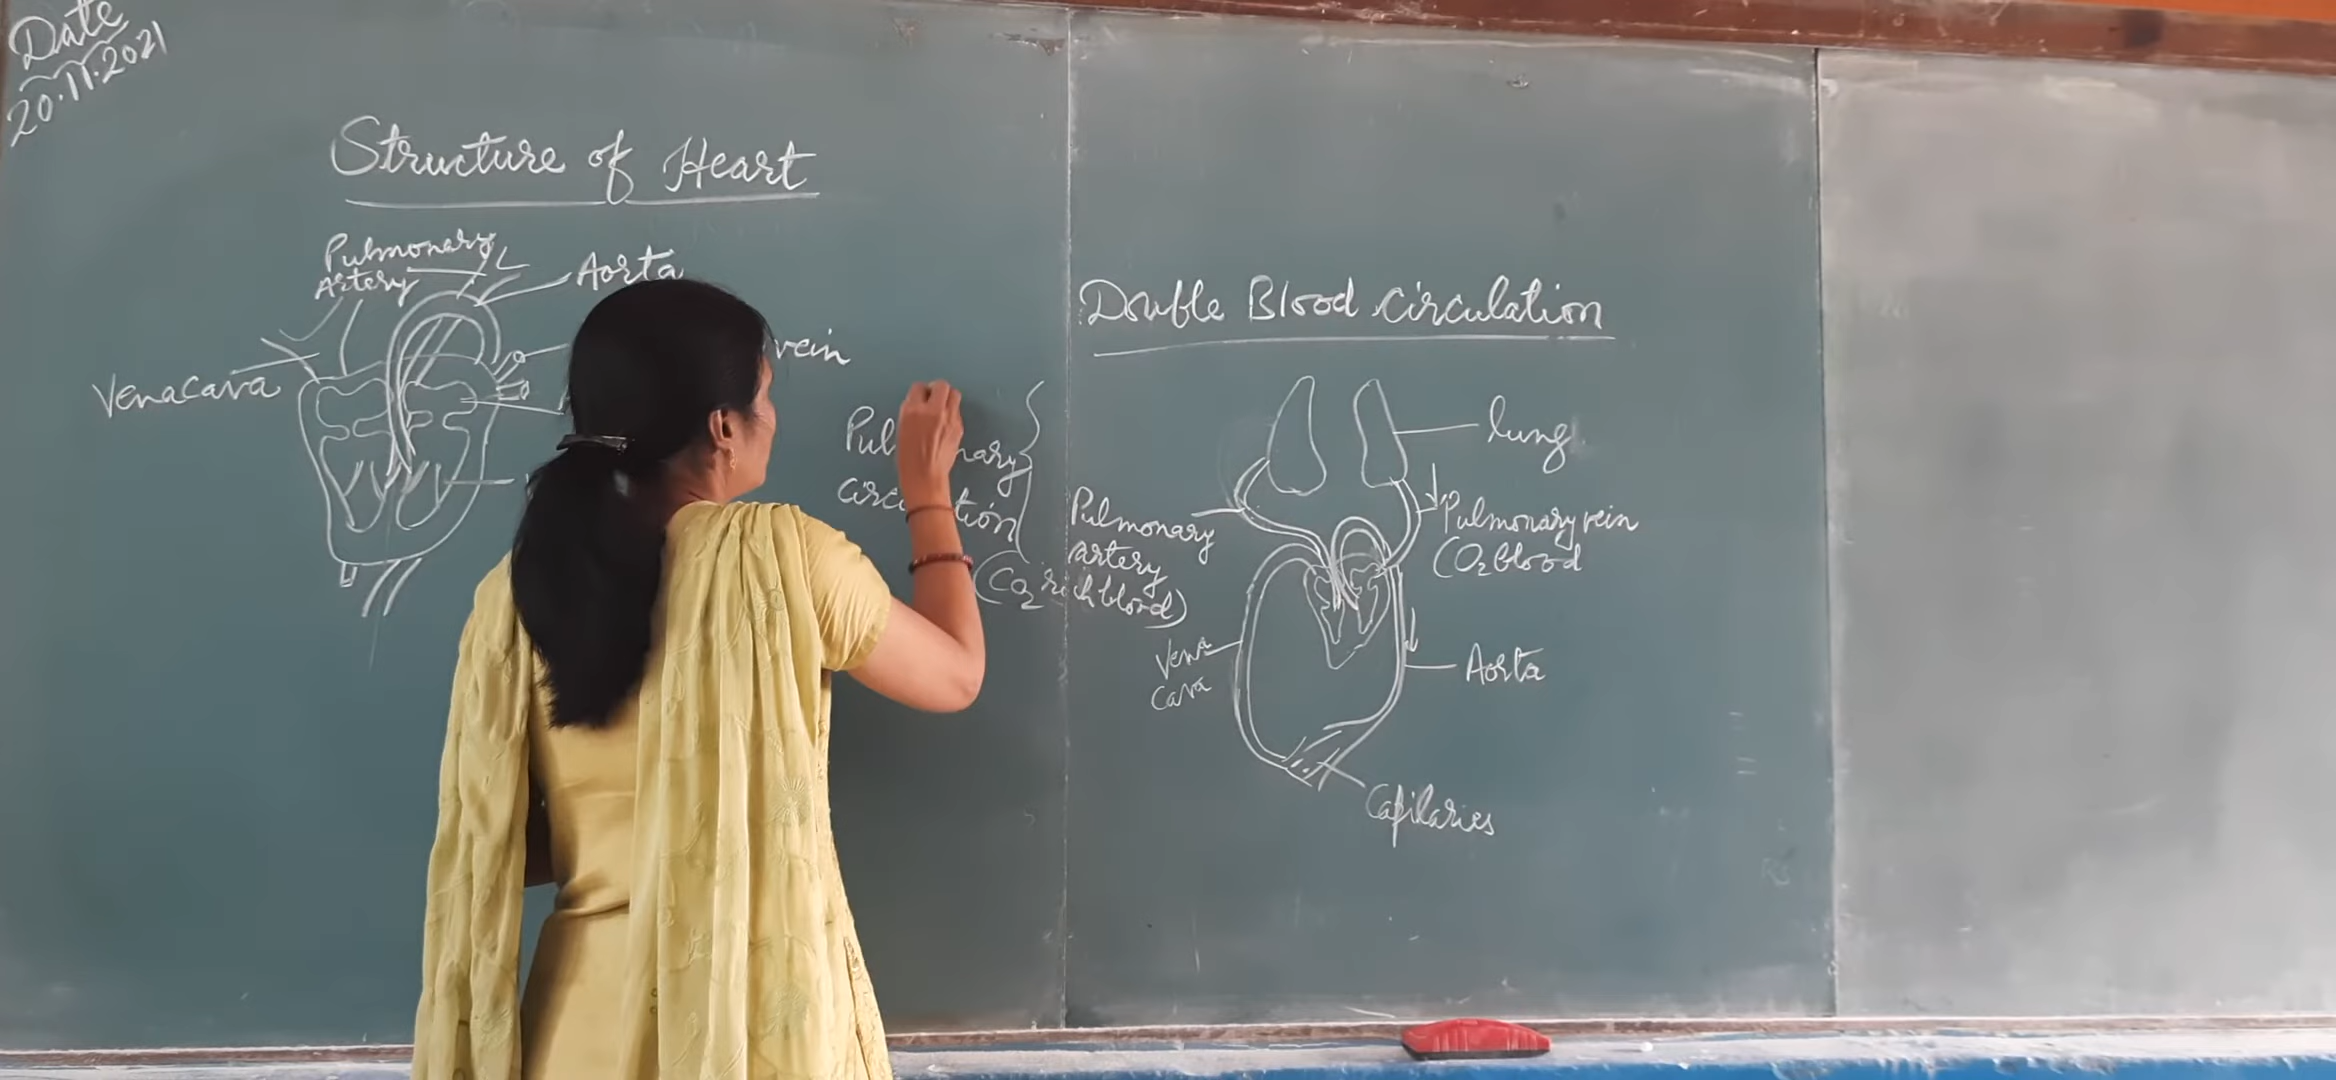 Date
20.11.2021
Structure of Heart
Pulmonary
Artery
Aorta
vein
Venacava
circulation
(CO2 rich blood)
Double Blood circulation
lung
Pulmonary
artery
Pulmonary vein
(O2 blood
Vena
cava
Aorta
Capilaries